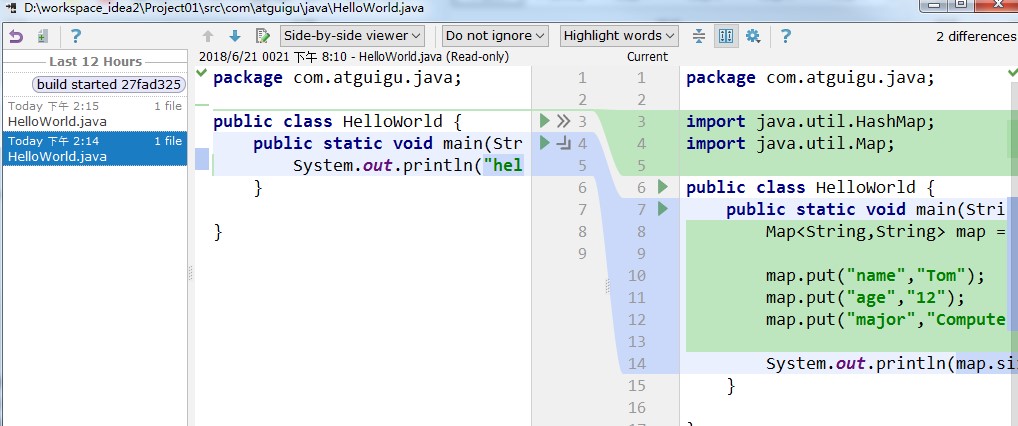 D:\workspace_idea2\Project01\src\com\atguigu\java\HelloWorld.java
Side-by-side viewer Do not ignore Highlight words ? 2 differences
Last 12 Hours
build started 27fad325
Today 下午 2:15 1 file
HelloWorld.java
Today 下午 2:14 1 file
HelloWorld.java
2018/6/21 0021 下午 8:10 - HelloWorld.java (Read-only)
package com.atguigu.java;
public class HelloWorld {
public static void main(Str
System.out.println("hel
}
}
1
2
3
4
5
6
7
8
9
Current
1
2
3
4
5
6
7
8
9
10
11
12
13
14
15
16
package com.atguigu.java;
import java.util.HashMap;
import java.util.Map;
public class HelloWorld {
public static void main(Stri
Map<String,String> map =
map.put("name","Tom");
map.put("age","12");
map.put("major","Compute
System.out.println(map.si
}